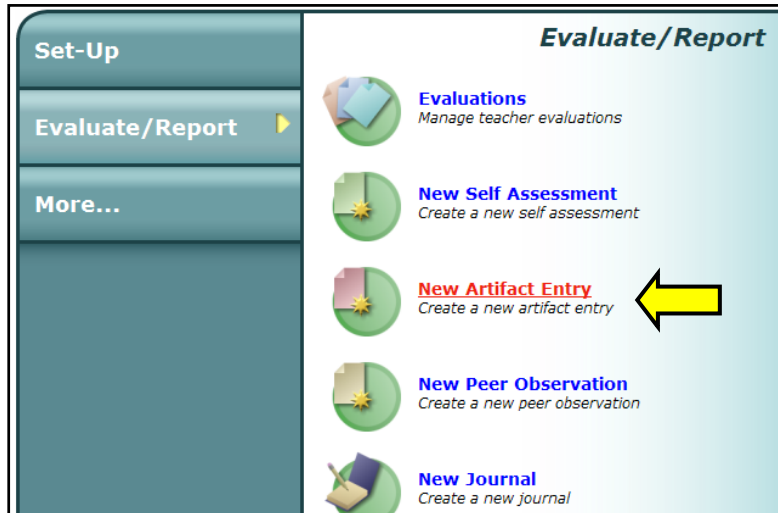 Set-Up
Evaluate/Report
More...
Evaluate/Report
Evaluations
Manage teacher evaluations
New Self Assessment
Create a new self assessment
New Artifact Entry
Create a new artifact entry
New Peer Observation
Create a new peer observation
New Journal
Create a new journal